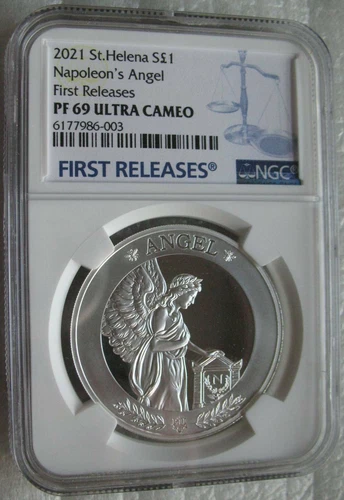 2021 St.Helena S£1
Napoleon's Angel
First Releases
PF 69 ULTRA CAMEO
6177986-003
FIRST RELEASES®
NGC®
ANGEL
N